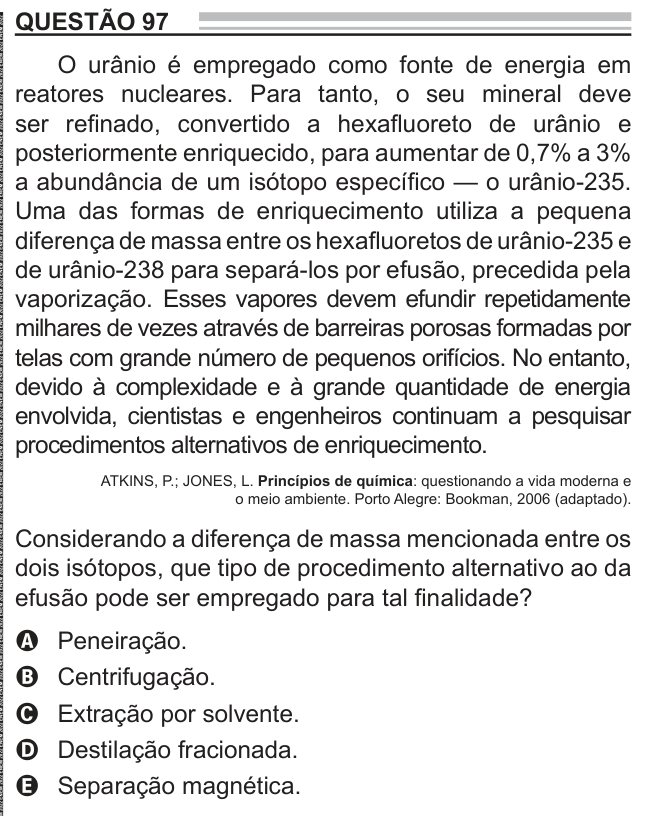 QUESTÃO 97
O urânio é empregado como fonte de energia em
reatores nucleares. Para tanto, o seu mineral deve
ser refinado, convertido a hexafluoreto de urânio e
posteriormente enriquecido, para aumentar de 0,7% a 3%
a abundância de um isótopo específico — o urânio-235.
Uma das formas de enriquecimento utiliza a pequena
diferença de massa entre os hexafluoretos de urânio-235 e
de urânio-238 para separá-los por efusão, precedida pela
vaporização. Esses vapores devem efundir repetidamente
milhares de vezes através de barreiras porosas formadas por
telas com grande número de pequenos orifícios. No entanto,
devido à complexidade e à grande quantidade de energia
envolvida, cientistas e engenheiros continuam a pesquisar
procedimentos alternativos de enriquecimento.
ATKINS, P.; JONES, L. Princípios de química: questionando a vida moderna e
o meio ambiente. Porto Alegre: Bookman, 2006 (adaptado).
Considerando a diferença de massa mencionada entre os
dois isótopos, que tipo de procedimento alternativo ao da
efusão pode ser empregado para tal finalidade?
A Peneiração.
B Centrifugação.
C Extração por solvente.
D Destilação fracionada.
E Separação magnética.